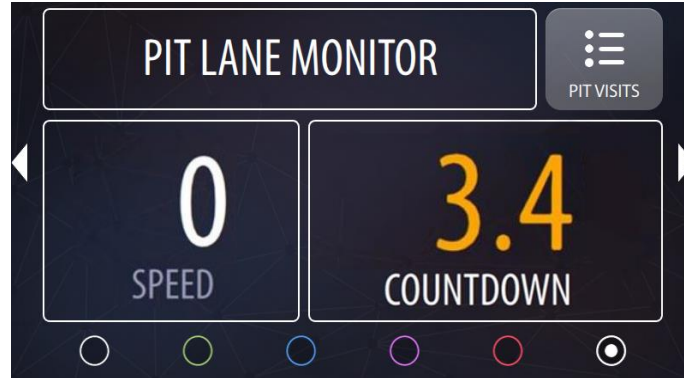 PIT LANE MONITOR
PIT VISITS
0
SPEED
3.4
COUNTDOWN